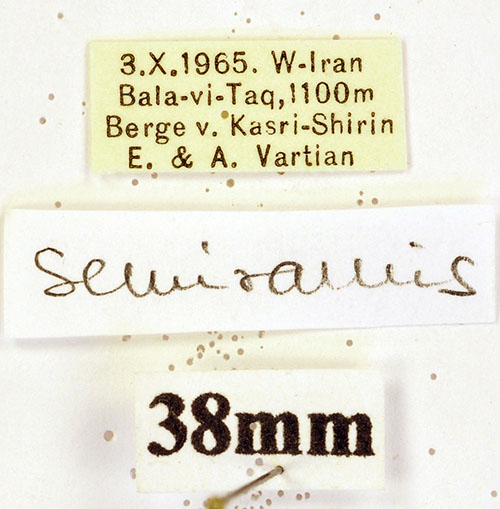 3.X.1965. W-Iran
Bala-vi-Taq, 1100m
Berge v. Kasri-Shirin
E. & A. Vartian
Semiramis
38mm